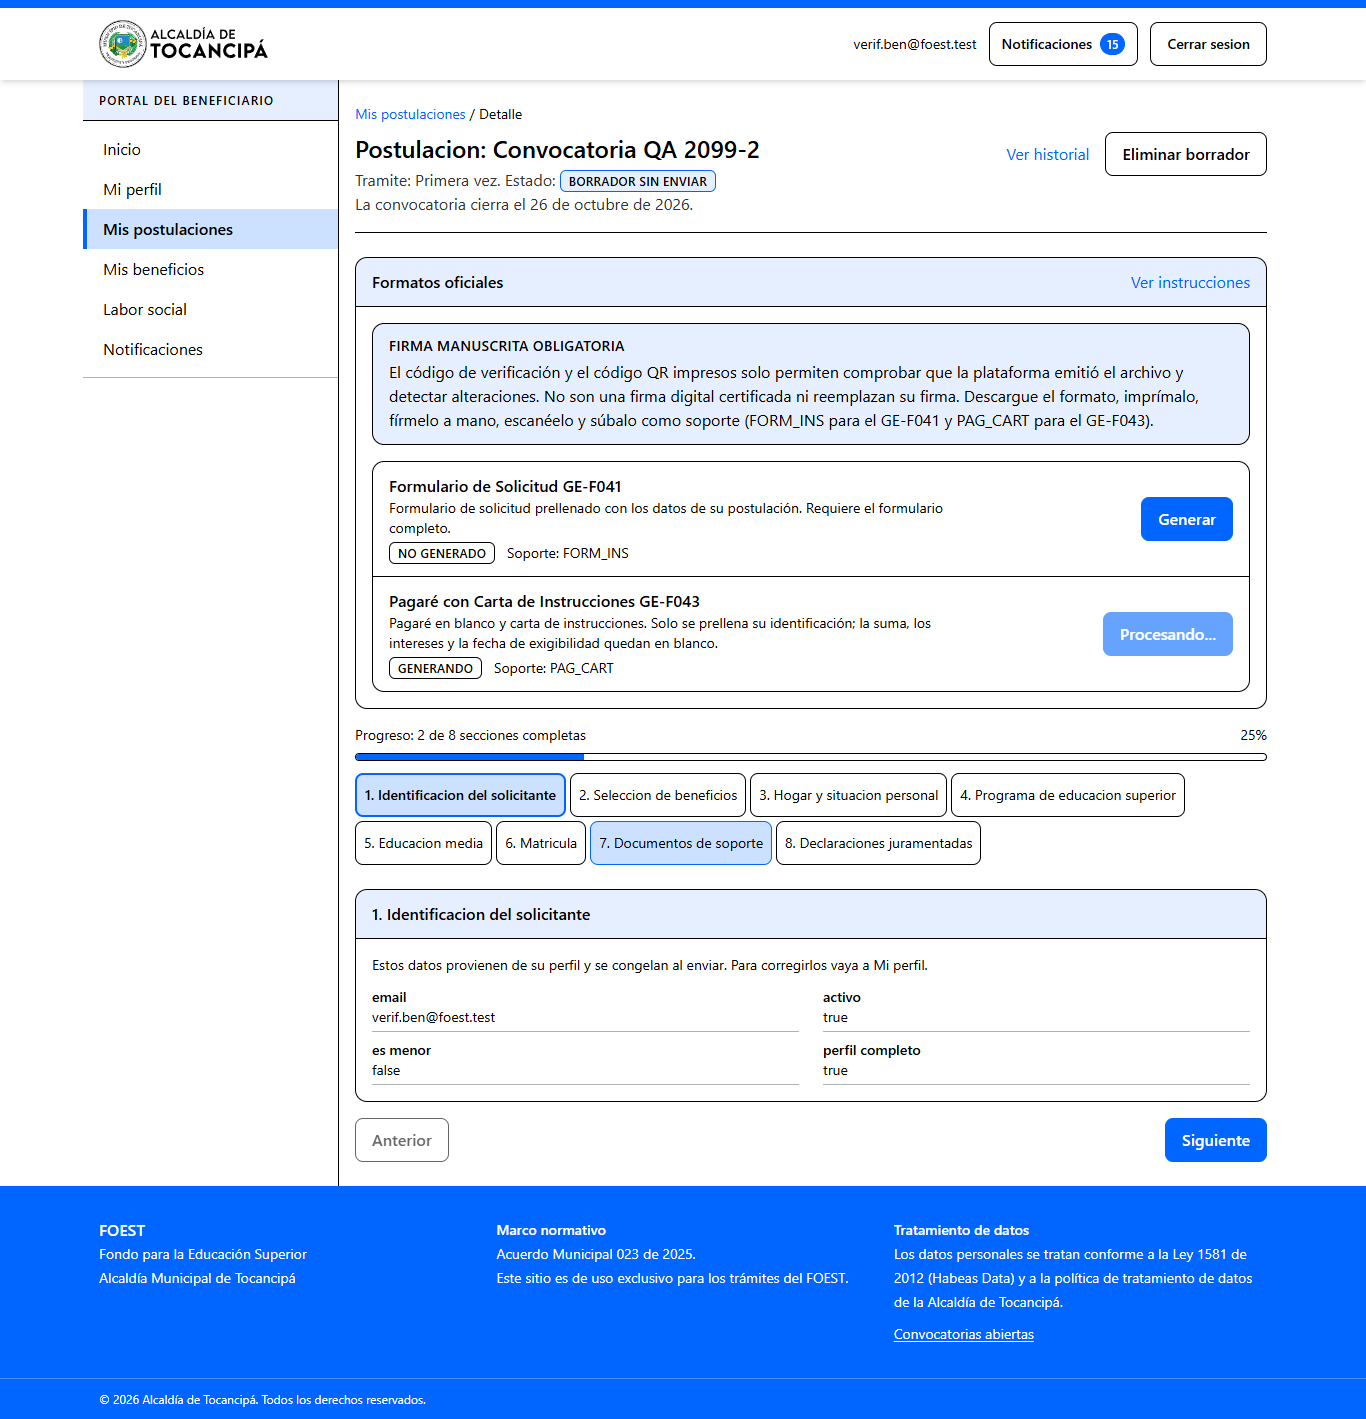 ALCALDÍA DE
TOCANCIPÁ
verif.ben@foest.test
Notificaciones 15
Cerrar sesion
PORTAL DEL BENEFICIARIO
Inicio
Mi perfil
Mis postulaciones
Mis beneficios
Labor social
Notificaciones
Mis postulaciones / Detalle
Postulacion: Convocatoria QA 2099-2
Ver historial
Eliminar borrador
Tramite: Primera vez. Estado: BORRADOR SIN ENVIAR
La convocatoria cierra el 26 de octubre de 2026.
Formatos oficiales
Ver instrucciones
FIRMA MANUSCRITA OBLIGATORIA
El código de verificación y el código QR impresos solo permiten comprobar que la plataforma emitió el archivo y
detectar alteraciones. No son una firma digital certificada ni reemplazan su firma. Descargue el formato, imprímalo,
fírmelo a mano, escanéelo y súbalo como soporte (FORM_INS para el GE-F041 y PAG_CART para el GE-F043).
Formulario de Solicitud GE-F041
Formulario de solicitud prellenado con los datos de su postulación. Requiere el formulario
completo.
NO GENERADO Soporte: FORM_INS
Generar
Pagaré con Carta de Instrucciones GE-F043
Pagaré en blanco y carta de instrucciones. Solo se prellena su identificación; la suma, los
intereses y la fecha de exigibilidad quedan en blanco.
GENERANDO Soporte: PAG_CART
Procesando...
Progreso: 2 de 8 secciones completas
25%
1. Identificacion del solicitante
2. Seleccion de beneficios
3. Hogar y situacion personal
4. Programa de educacion superior
5. Educacion media
6. Matricula
7. Documentos de soporte
8. Declaraciones juramentadas
1. Identificacion del solicitante
Estos datos provienen de su perfil y se congelan al enviar. Para corregirlos vaya a Mi perfil.
email
verif.ben@foest.test
activo
true
es menor
false
perfil completo
true
Anterior
Siguiente
FOEST
Fondo para la Educación Superior
Alcaldía Municipal de Tocancipá
Marco normativo
Acuerdo Municipal 023 de 2025.
Este sitio es de uso exclusivo para los trámites del FOEST.
Tratamiento de datos
Los datos personales se tratan conforme a la Ley 1581 de
2012 (Habeas Data) y a la política de tratamiento de datos
de la Alcaldía de Tocancipá.
Convocatorias abiertas
© 2026 Alcaldía de Tocancipá. Todos los derechos reservados.